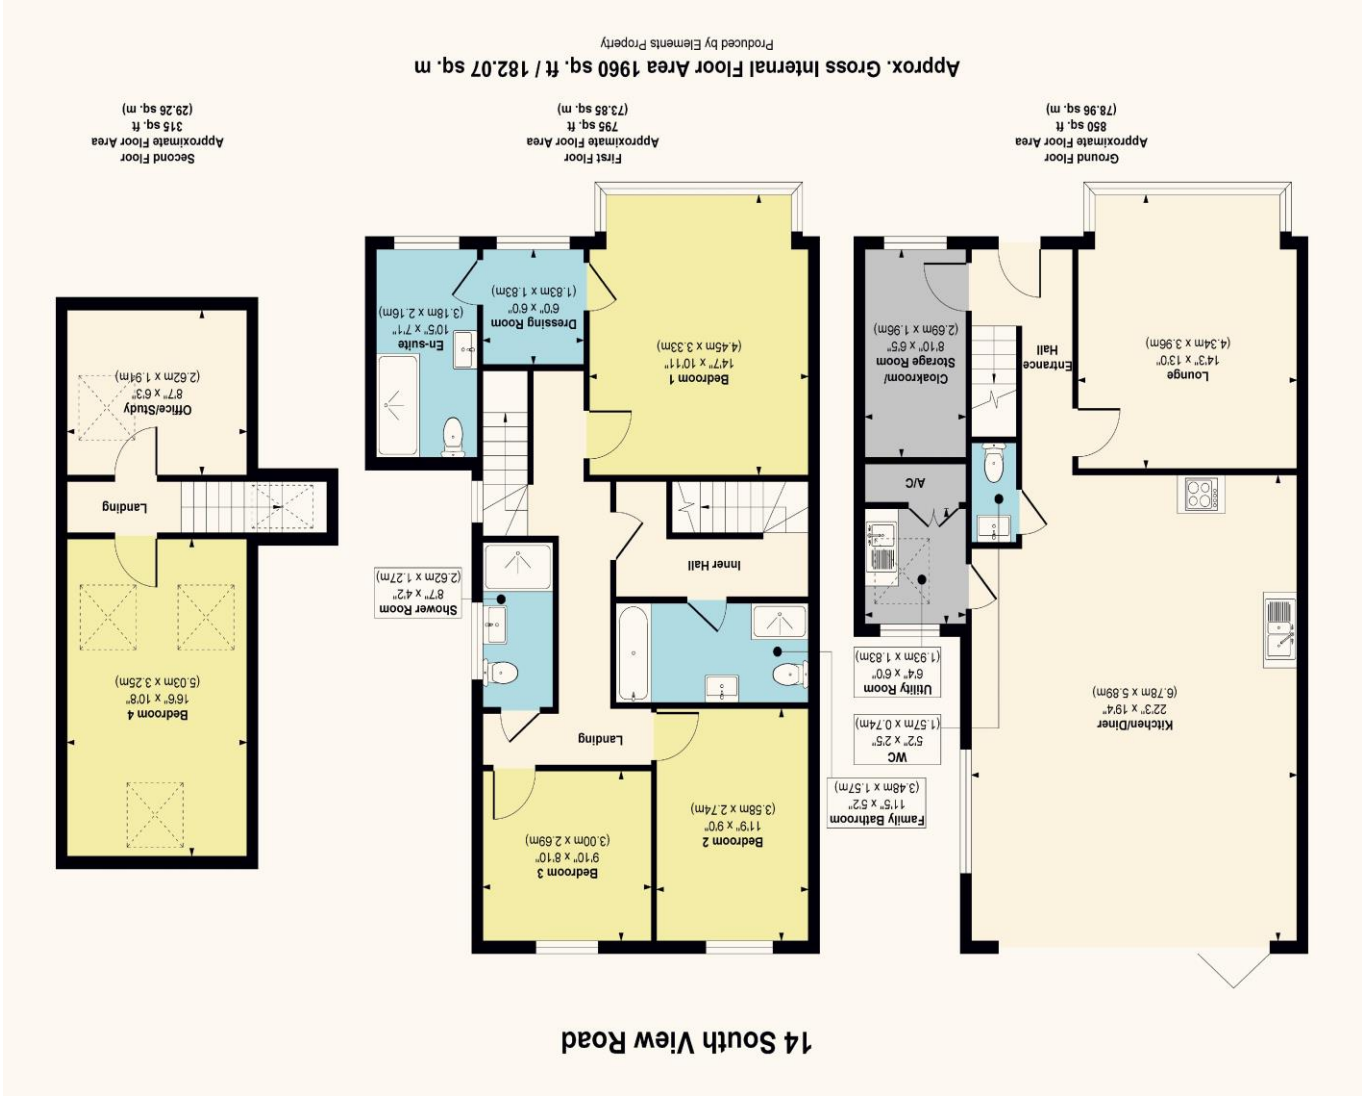 14 South View Road
Kitchen/Diner
22'3" x 19'4"
(6.78m x 5.89m)
Family Bathroom
11'5" x 5'2"
(3.48m x 1.57m)
WC
5'2" x 2'5"
(1.57m x 0.74m)
Utility Room
6'4" x 6'0"
(1.93m x 1.83m)
A/C
Cloakroom/
Storage Room
8'10" x 6'5"
(2.69m x 1.96m)
Entrance
Hall
Lounge
14'3" x 13'0"
(4.34m x 3.96m)
Ground Floor
Approximate Floor Area
850 sq. ft
(78.96 sq. m)
Bedroom 2
11'9" x 9'0"
(3.58m x 2.74m)
Bedroom 3
9'10" x 8'10"
(3.00m x 2.69m)
Landing
Shower Room
8'7" x 4'2"
(2.62m x 1.27m)
Inner Hall
Bedroom 1
14'7" x 10'11"
(4.45m x 3.33m)
Dressing Room
6'0" x 6'0"
(1.83m x 1.83m)
En-suite
10'5" x 7'1"
(3.18m x 2.16m)
First Floor
Approximate Floor Area
795 sq. ft
(73.85 sq. m)
Bedroom 4
16'6" x 10'8"
(5.03m x 3.25m)
Landing
Office/Study
8'7" x 6'3"
(2.62m x 1.91m)
Second Floor
Approximate Floor Area
315 sq. ft
(29.26 sq. m)
Approx. Gross Internal Floor Area 1960 sq. ft / 182.07 sq. m
Produced by Elements Property